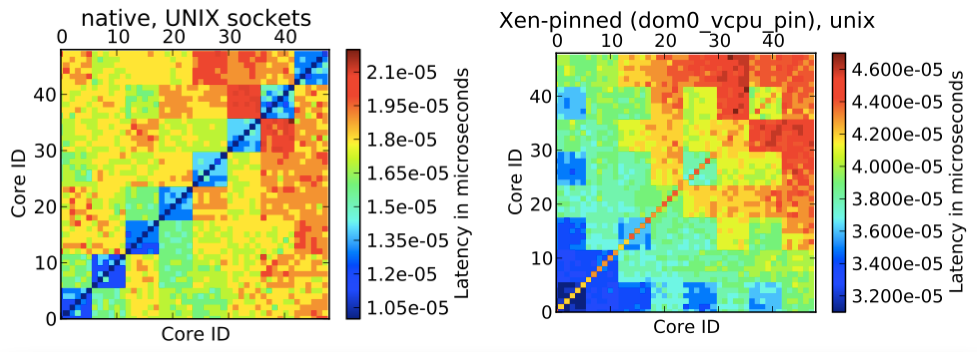 native, UNIX sockets
0 10 20 30 40
40
30
20
10
0
Core ID
Core ID
2.1e-05
1.95e-05
1.8e-05
1.65e-05
1.5e-05
1.35e-05
1.2e-05
1.05e-05
Latency in microseconds
Xen-pinned (dom0_vcpu_pin), unix
0 10 20 30 40
40
30
20
10
0
Core ID
Core ID
4.600e-05
4.400e-05
4.200e-05
4.000e-05
3.800e-05
3.600e-05
3.400e-05
3.200e-05
Latency in microseconds